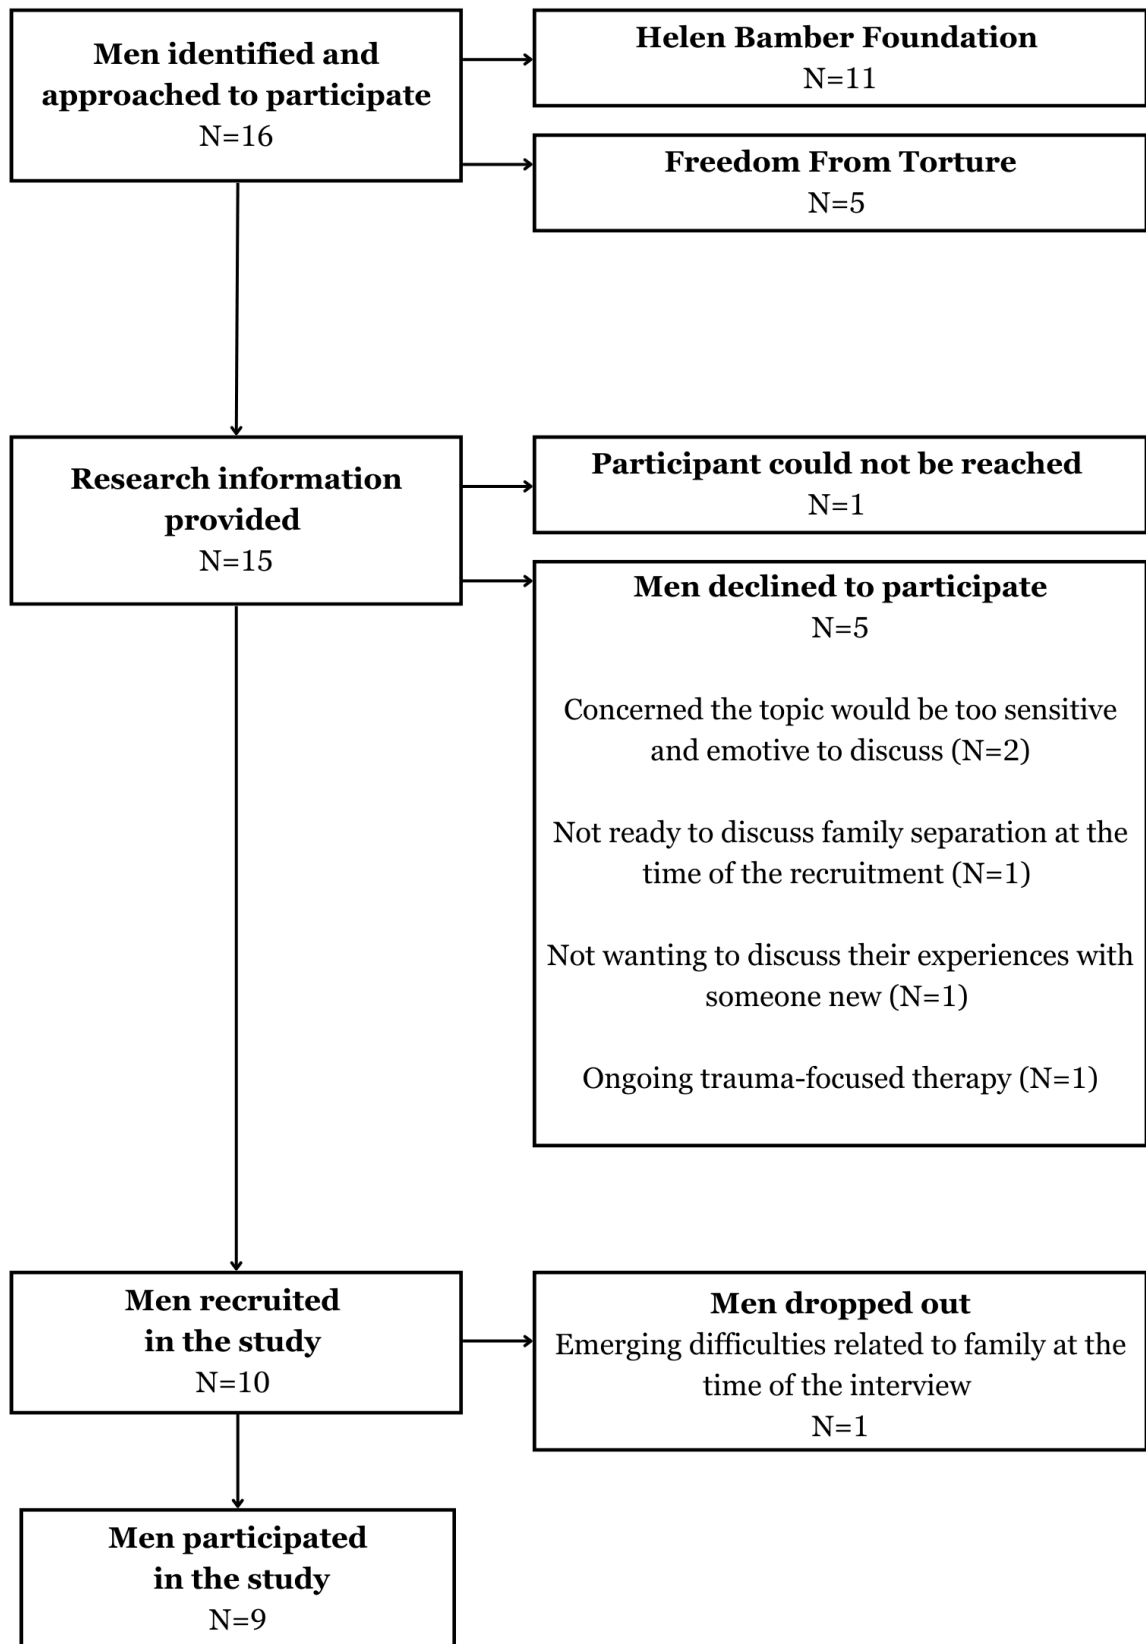 Men identified and
approached to participate
N=16
Helen Bamber Foundation
N=11
Freedom From Torture
N=5
Research information
provided
N=15
Participant could not be reached
N=1
Men declined to participate
N=5
Concerned the topic would be too sensitive
and emotive to discuss (N=2)
Not ready to discuss family separation at the
time of the recruitment (N=1)
Not wanting to discuss their experiences with
someone new (N=1)
Ongoing trauma-focused therapy (N=1)
Men recruited
in the study
N=10
Men dropped out
Emerging difficulties related to family at the
time of the interview
N=1
Men participated
in the study
N=9